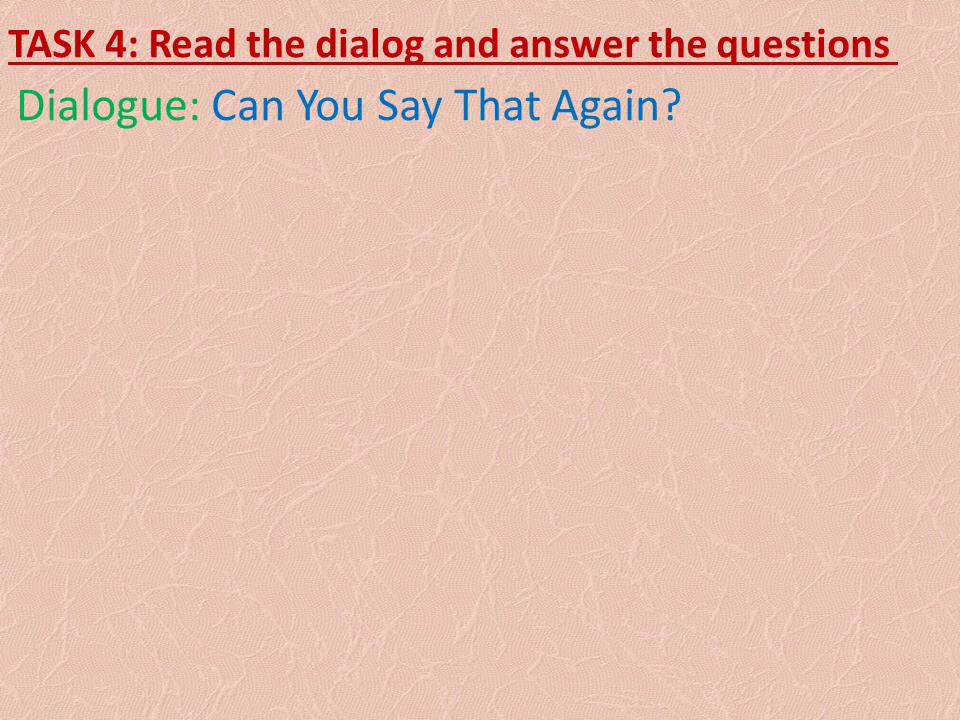 TASK 4: Read the dialog and answer the questions
Dialogue: Can You Say That Again?